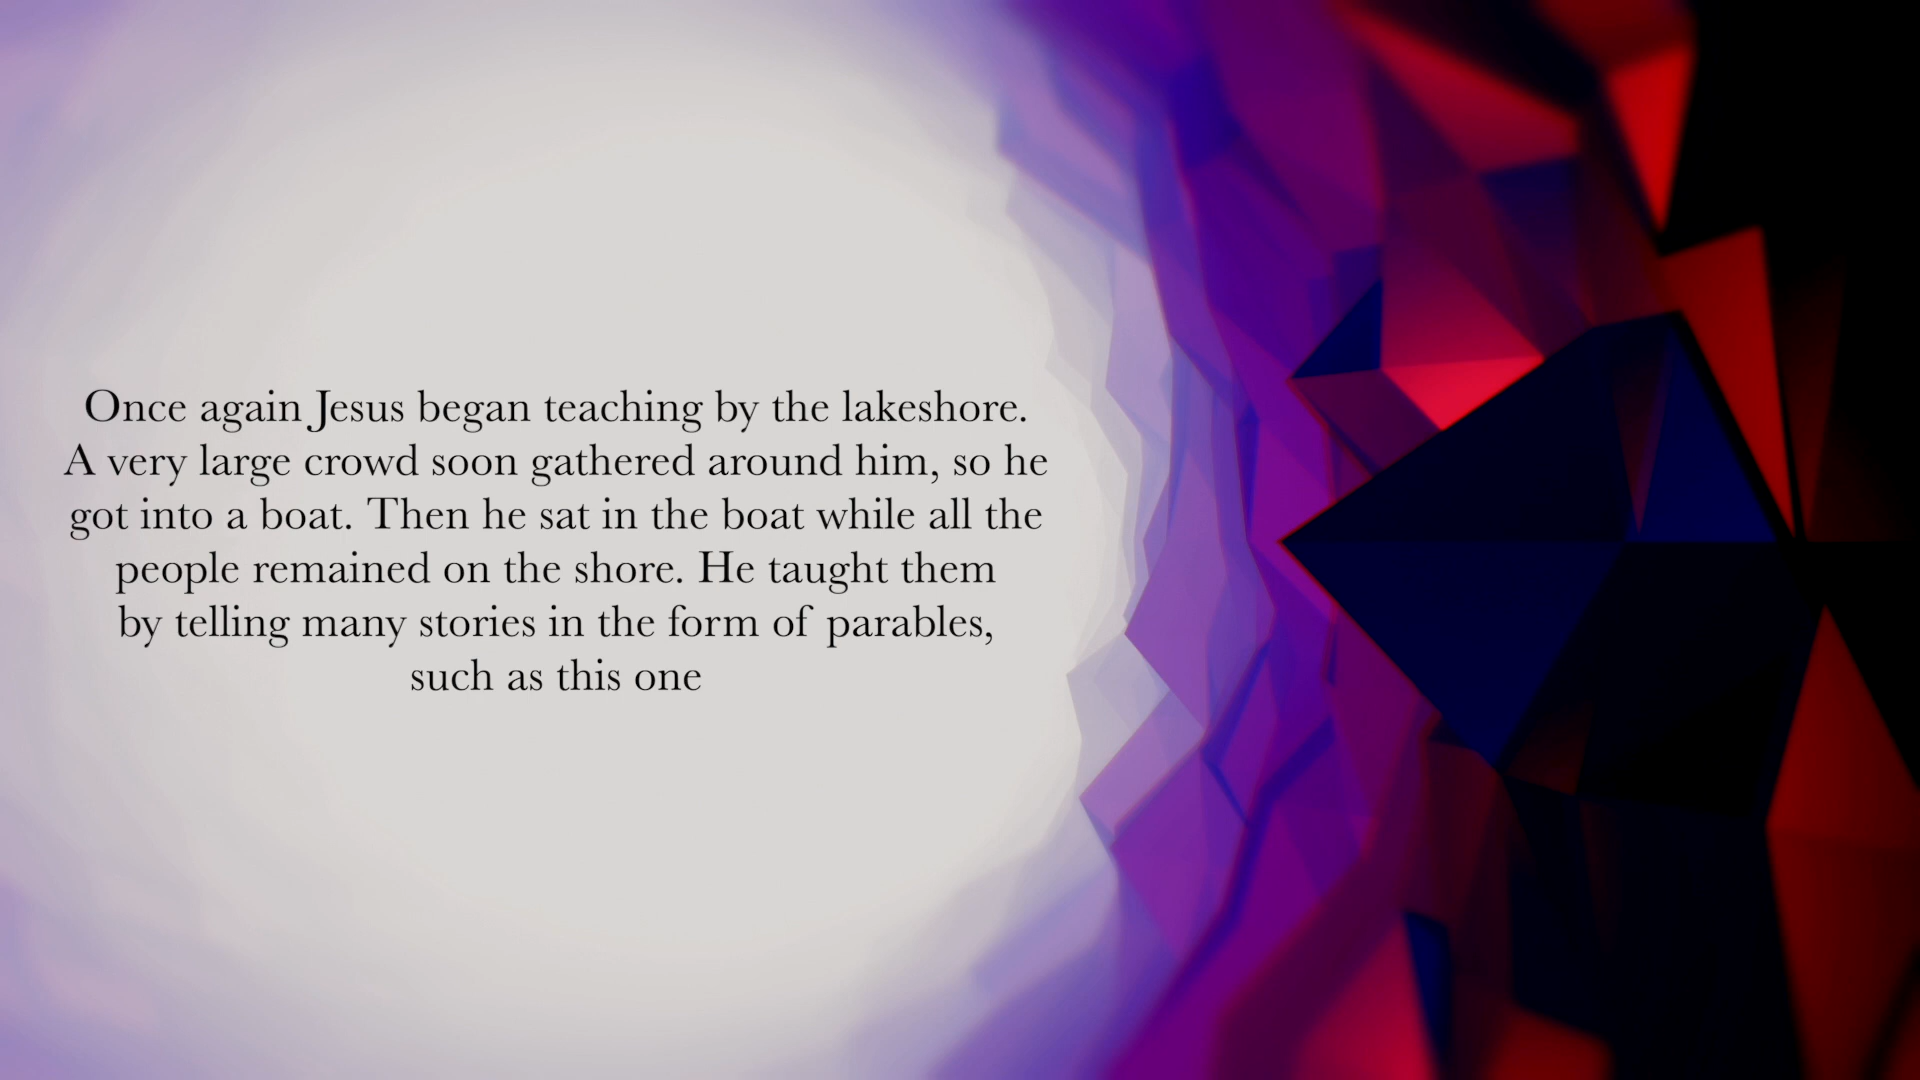 Once again Jesus began teaching by the lakeshore.
A very large crowd soon gathered around him, so he
got into a boat. Then he sat in the boat while all the
people remained on the shore. He taught them
by telling many stories in the form of parables,
such as this one